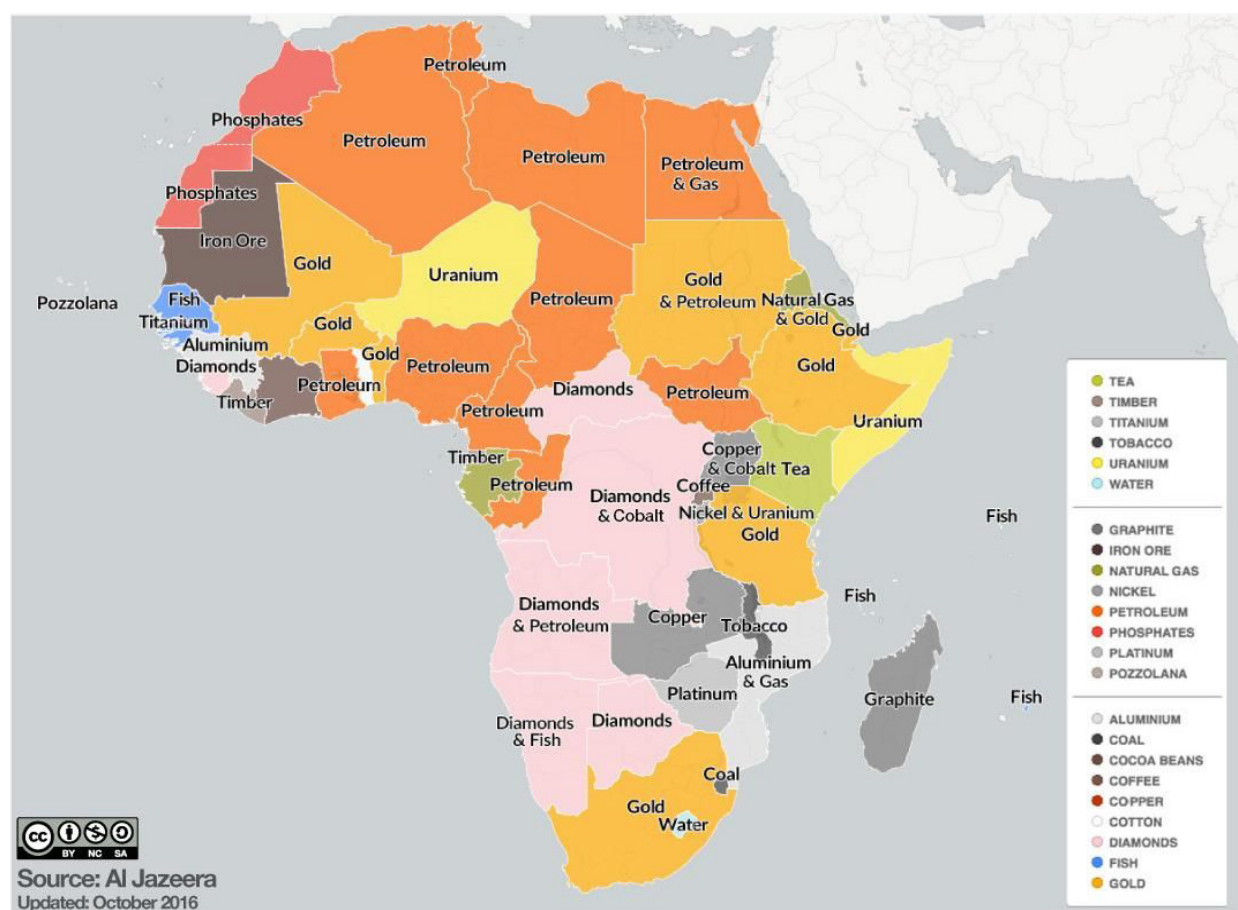 Petroleum
Phosphates
Petroleum
Petroleum
Petroleum
& Gas
Phosphates
Iron Ore
Gold
Uranium
Gold
& Petroleum
Natural Gas
& Gold
Pozzolana
Fish
Titanium
Gold
Petroleum
Gold
Aluminium
Diamonds
Gold
Petroleum
Gold
Timber
Petroleum
Petroleum
Diamonds
Petroleum
Uranium
Timber
Petroleum
Copper
& Cobalt
Tea
Coffee
Diamonds
& Cobalt
Nickel & Uranium
Gold
Fish
Fish
Diamonds
& Petroleum
Copper
Tobacco
Aluminium
& Gas
Platinum
Graphite
Fish
Diamonds
& Fish
Diamonds
Coal
Gold
Water
TEA
TIMBER
TITANIUM
TOBACCO
URANIUM
WATER
GRAPHITE
IRON ORE
NATURAL GAS
NICKEL
PETROLEUM
PHOSPHATES
PLATINUM
POZZOLANA
ALUMINIUM
COAL
COCOA BEANS
COFFEE
COPPER
COTTON
DIAMONDS
FISH
GOLD
cc
BY NC SA
Source: Al Jazeera
Updated: October 2016